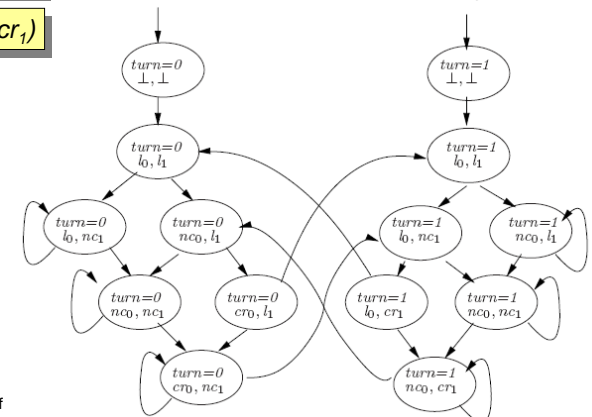 cr₁)
turn=0
⊥, ⊥
turn=1
⊥, ⊥
turn=0
l₀, l₁
turn=1
l₀, l₁
turn=0
l₀, nc₁
turn=0
nc₀, l₁
turn=1
l₀, nc₁
turn=1
nc₀, l₁
turn=0
nc₀, nc₁
turn=0
cr₀, l₁
turn=1
l₀, cr₁
turn=1
nc₀, nc₁
turn=0
cr₀, nc₁
turn=1
nc₀, cr₁
f